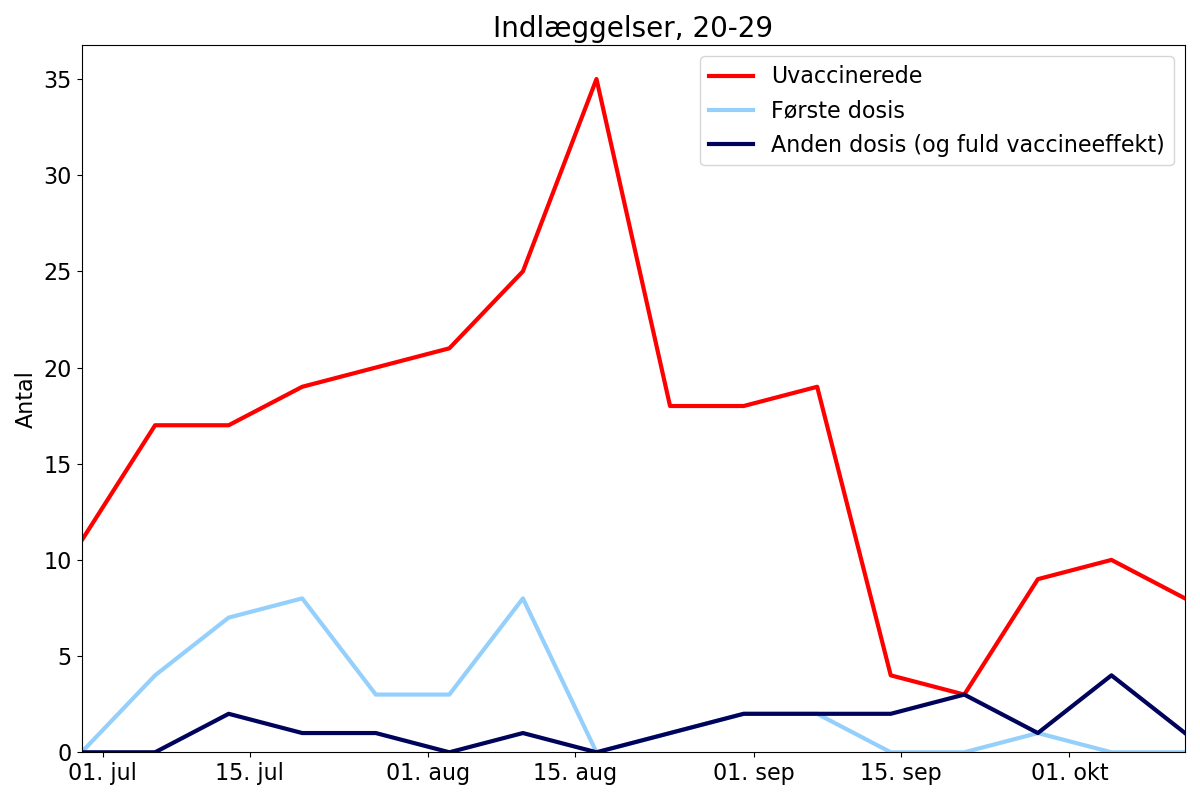 Indlæggelser, 20-29
Uvaccinerede
Første dosis
Anden dosis (og fuld vaccineeffekt)
Antal
35
30
25
20
15
10
5
0
01. jul
15. jul
01. aug
15. aug
01. sep
15. sep
01. okt